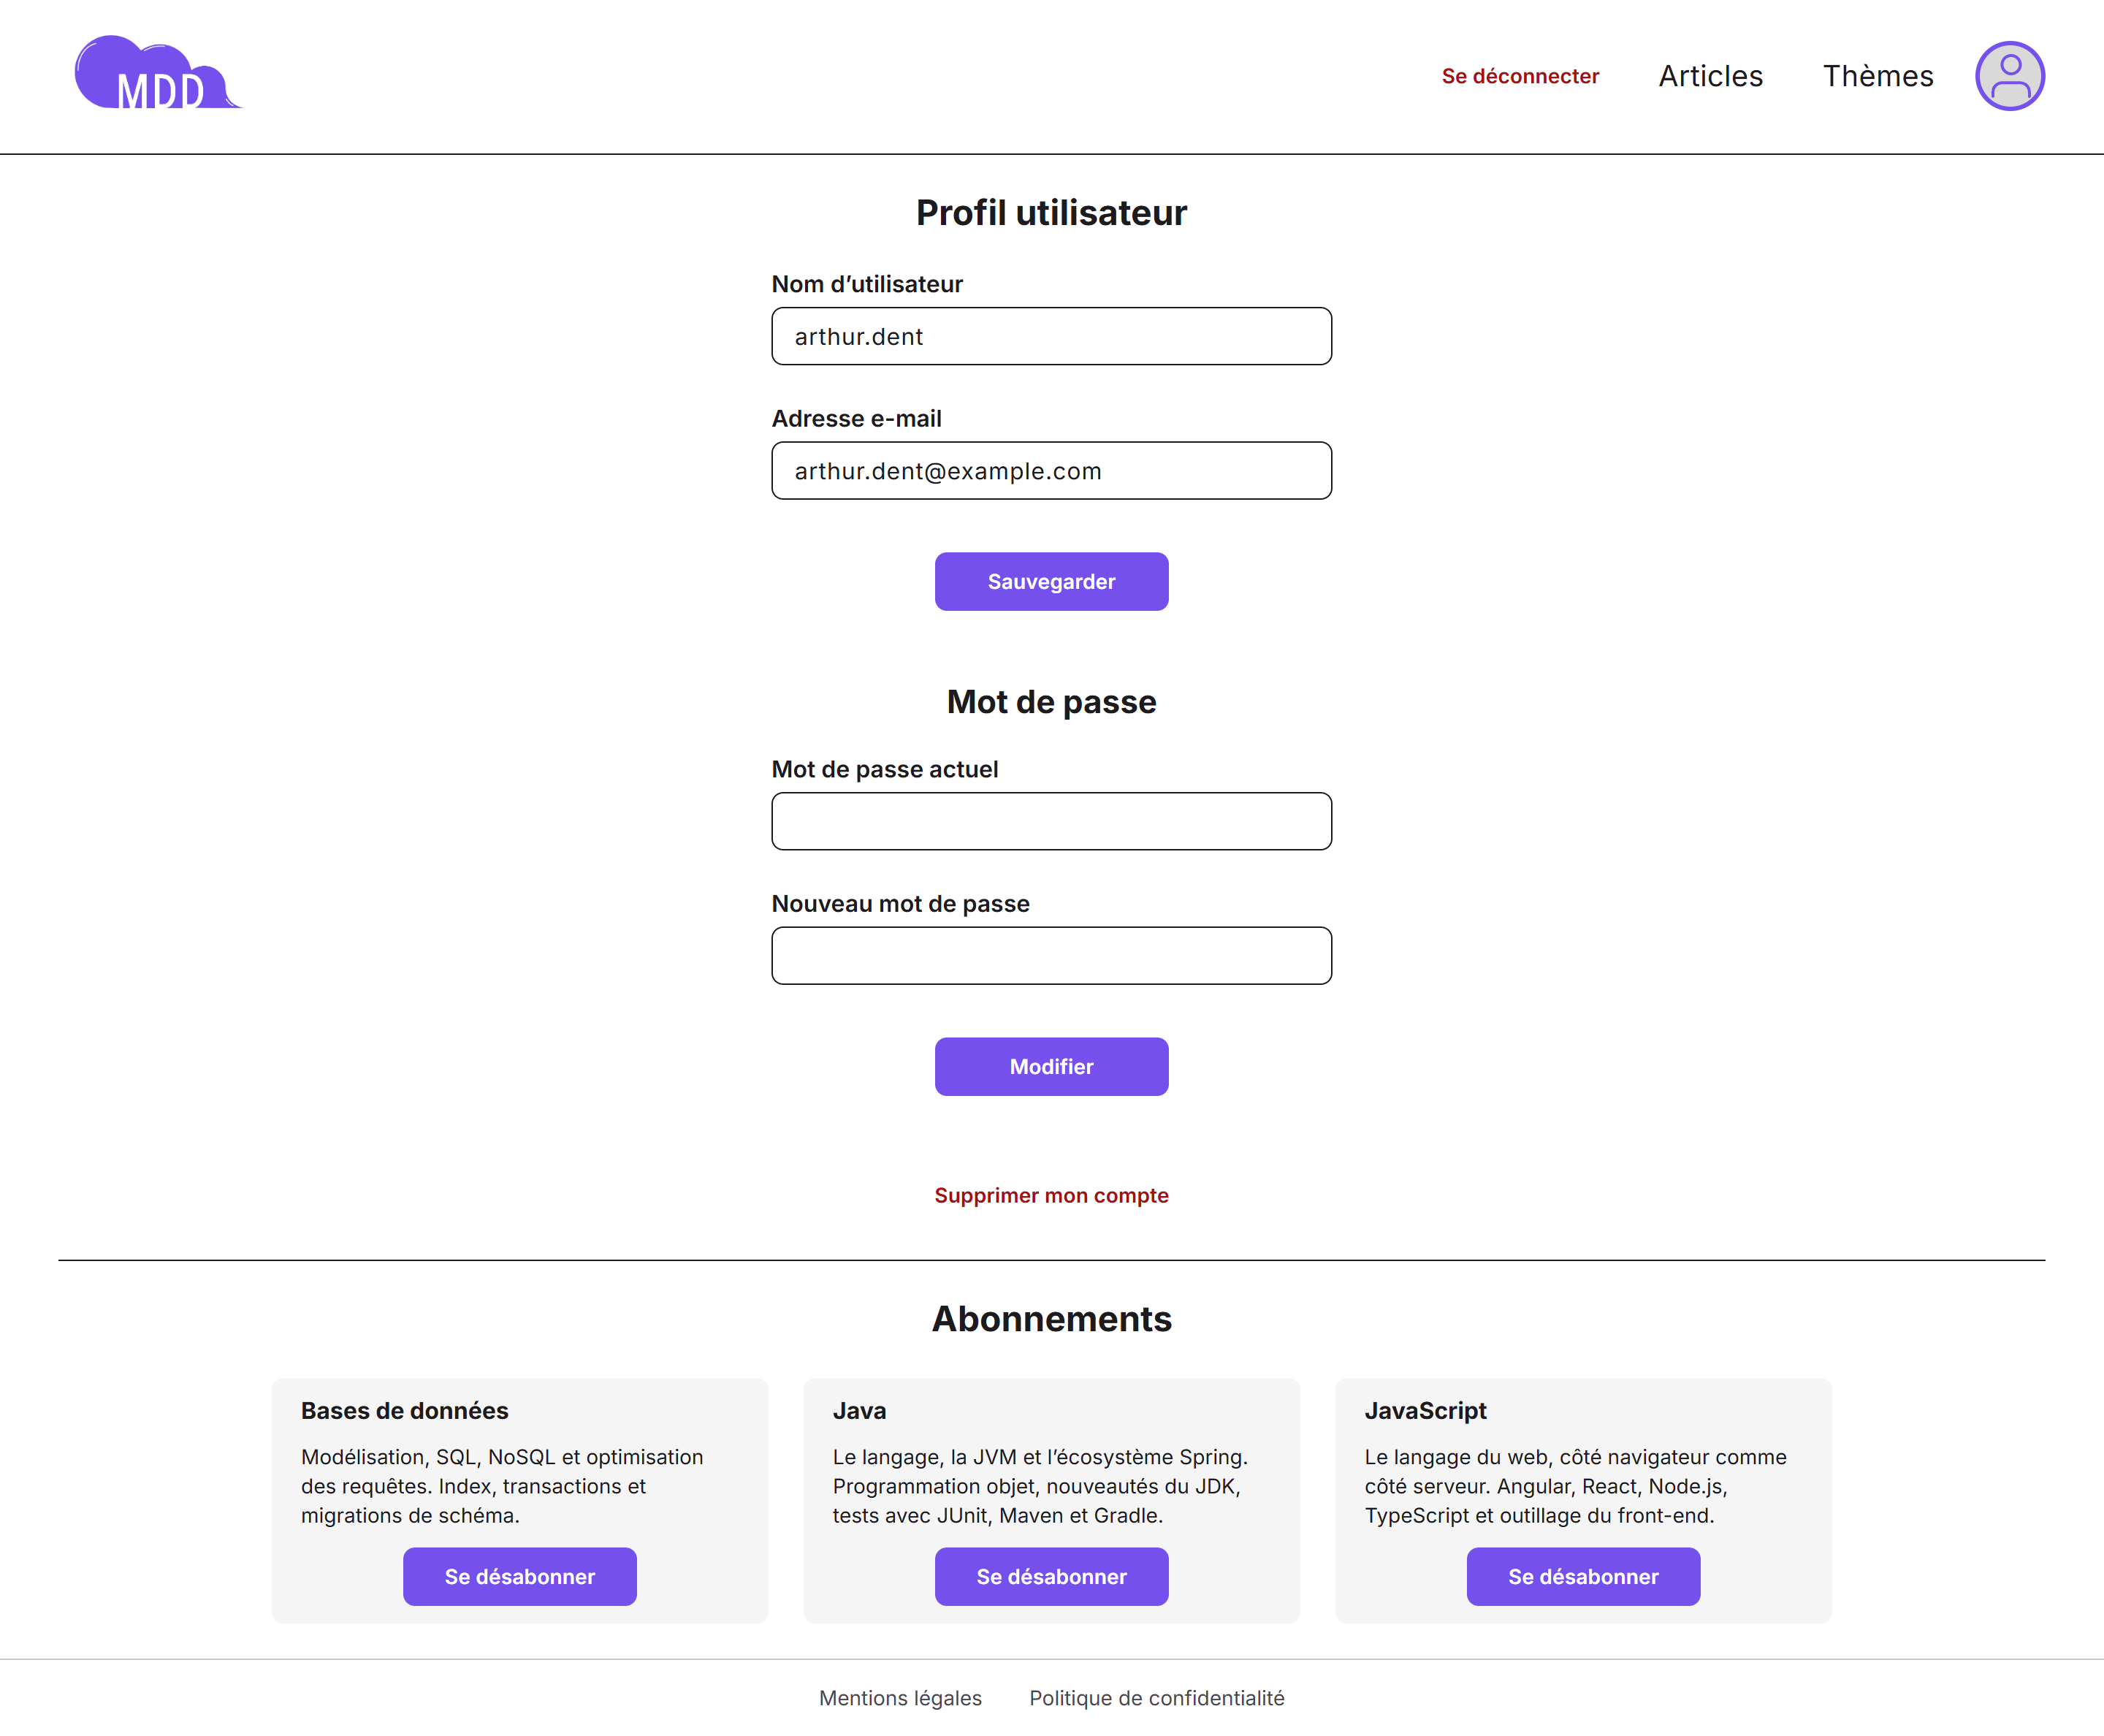 MDD
Se déconnecter
Articles
Thèmes
Profil utilisateur
Nom d’utilisateur
arthur.dent
Adresse e-mail
arthur.dent@example.com
Sauvegarder
Mot de passe
Mot de passe actuel
Nouveau mot de passe
Modifier
Supprimer mon compte
Abonnements
Bases de données
Modélisation, SQL, NoSQL et optimisation
des requêtes. Index, transactions et
migrations de schéma.
Se désabonner
Java
Le langage, la JVM et l’écosystème Spring.
Programmation objet, nouveautés du JDK,
tests avec JUnit, Maven et Gradle.
Se désabonner
JavaScript
Le langage du web, côté navigateur comme
côté serveur. Angular, React, Node.js,
TypeScript et outillage du front-end.
Se désabonner
Mentions légales
Politique de confidentialité